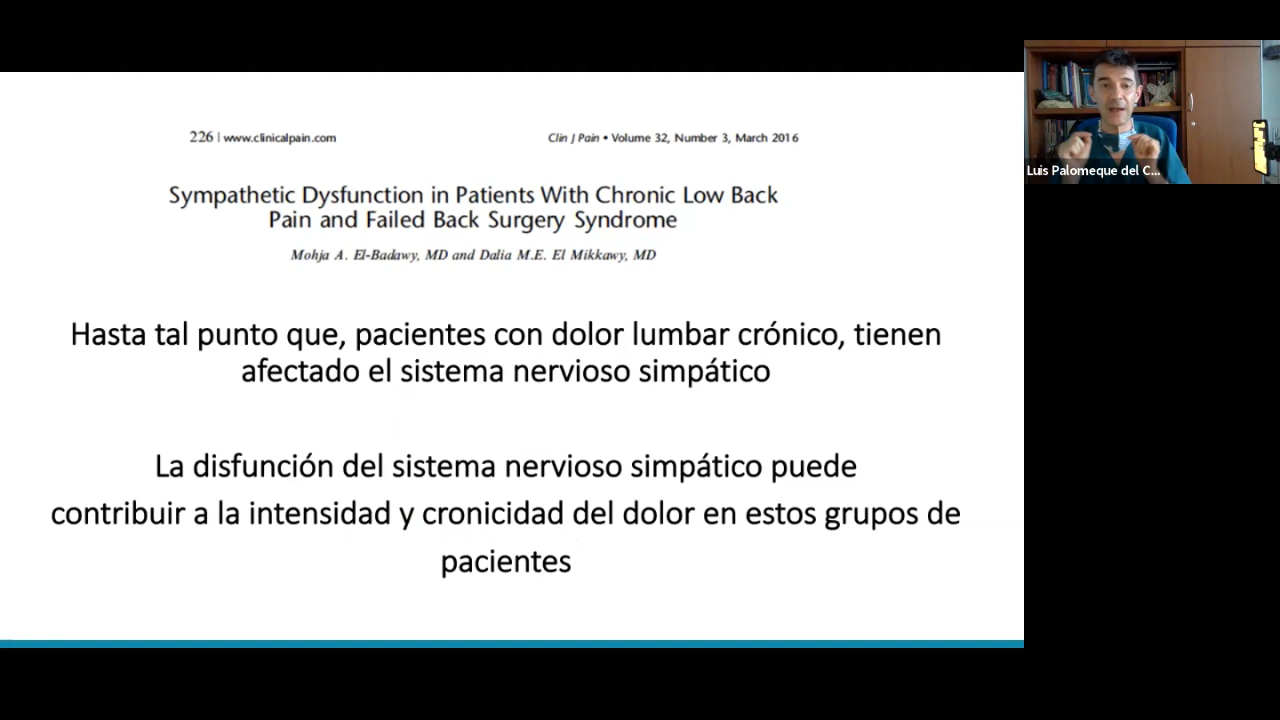 226 | www.clinicalpain.com
Clin J Pain • Volume 32, Number 3, March 2016
Sympathetic Dysfunction in Patients With Chronic Low Back
Pain and Failed Back Surgery Syndrome
Mohja A. El-Badawy, MD and Dalia M.E. El Mikkawy, MD
Hasta tal punto que, pacientes con dolor lumbar crónico, tienen
afectado el sistema nervioso simpático
La disfunción del sistema nervioso simpático puede
contribuir a la intensidad y cronicidad del dolor en estos grupos de
pacientes
Luis Palomeque del C...